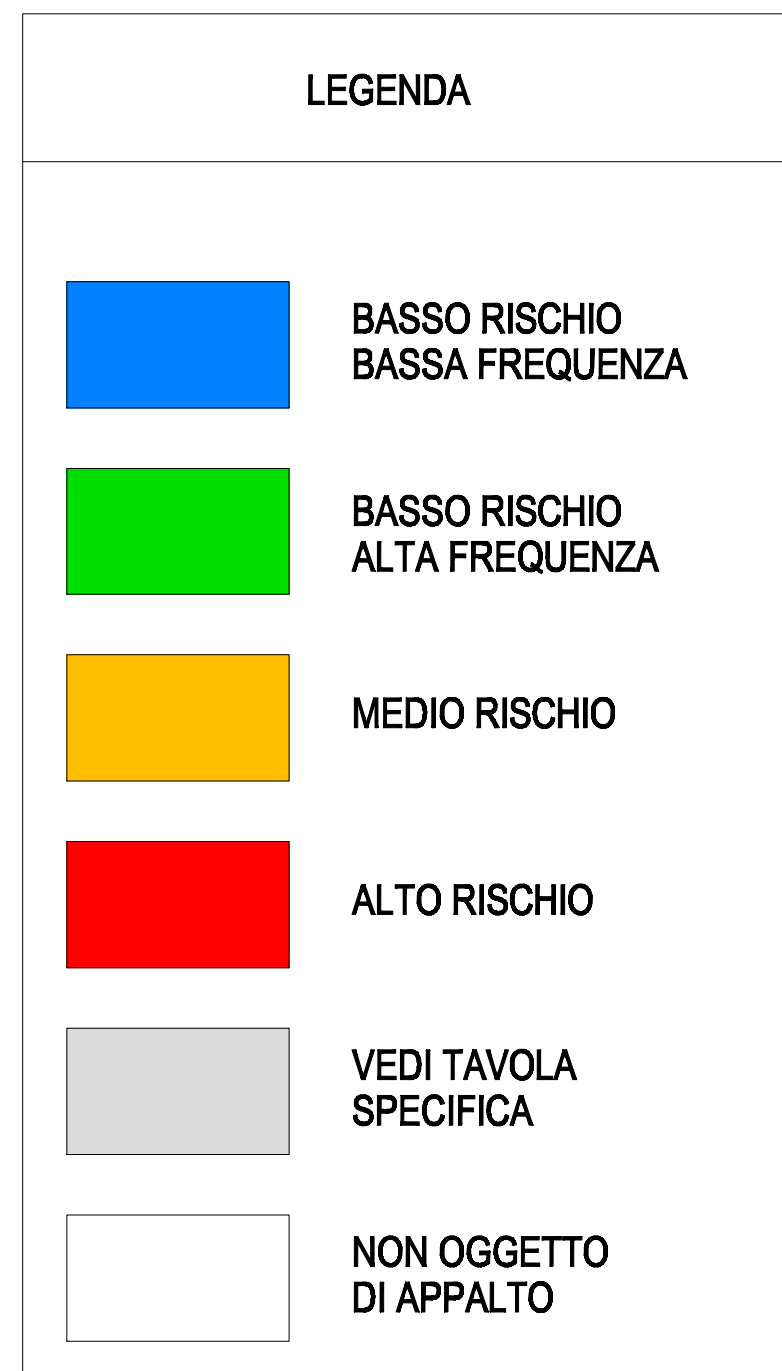 LEGENDA
BASSO RISCHIO
BASSA FREQUENZA
BASSO RISCHIO
ALTA FREQUENZA
MEDIO RISCHIO
ALTO RISCHIO
VEDI TAVOLA
SPECIFICA
NON OGGETTO
DI APPALTO